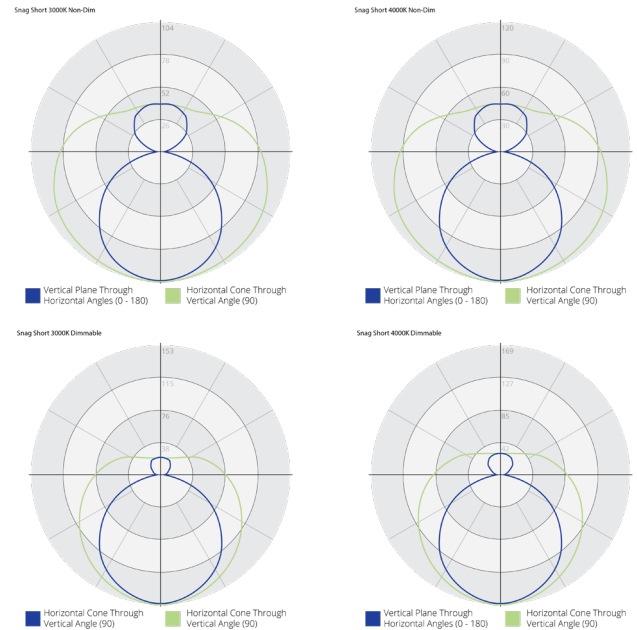 Snag Short 3000K Non-Dim
104
78
52
26
Vertical Plane Through
Horizontal Angles (0 - 180)
Horizontal Cone Through
Vertical Angle (90)
Snag Short 4000K Non-Dim
120
90
60
30
Vertical Plane Through
Horizontal Angles (0 - 180)
Horizontal Cone Through
Vertical Angle (90)
Snag Short 3000K Dimmable
153
115
76
38
Horizontal Cone Through
Vertical Angle (90)
Horizontal Cone Through
Vertical Angle (90)
Snag Short 4000K Dimmable
169
127
85
Vertical Plane Through
Horizontal Angles (0 - 180)
Horizontal Cone Through
Vertical Angle (90)